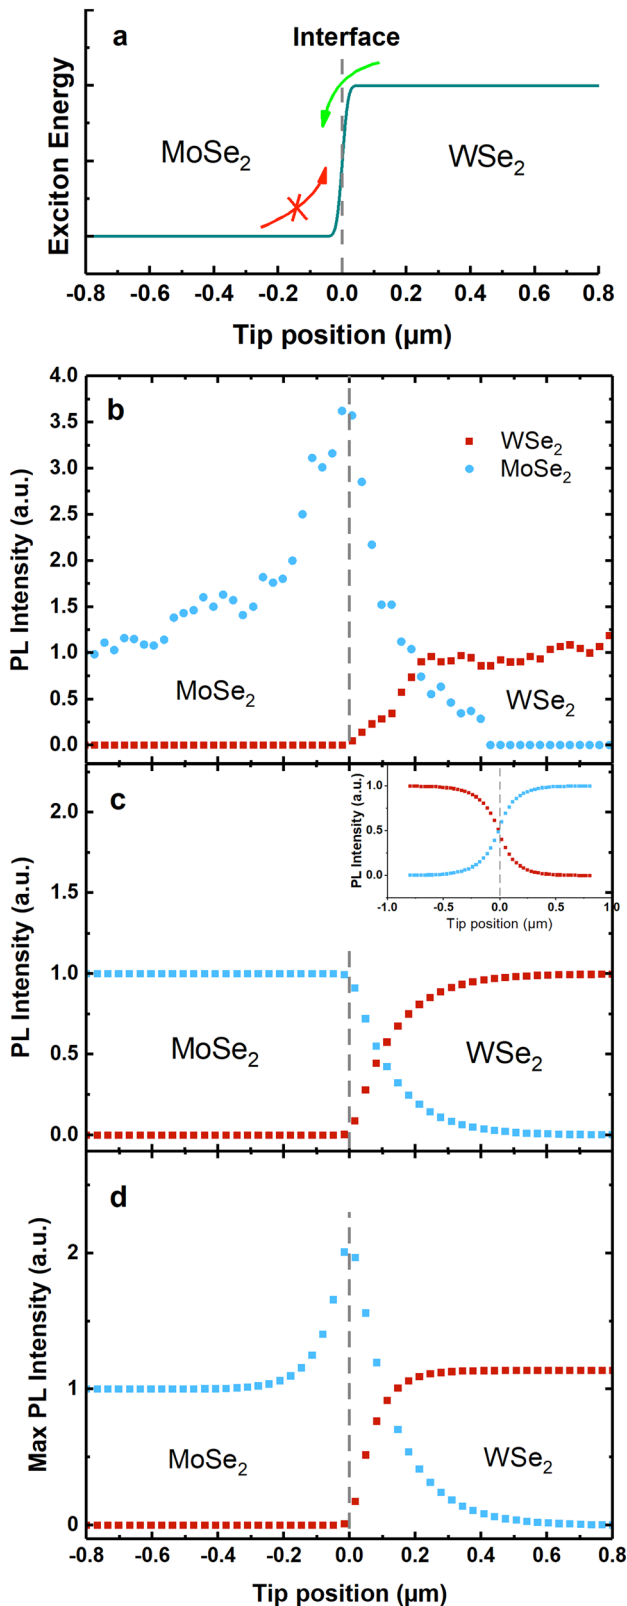 a
Interface
Exciton Energy
MoSe2
WSe2
-0.8 -0.6 -0.4 -0.2 0.0 0.2 0.4 0.6 0.8
Tip position (µm)
b
4.0
3.5
3.0
2.5
2.0
1.5
1.0
0.5
0.0
PL Intensity (a.u.)
WSe2
MoSe2
MoSe2
WSe2
c
2.0
1.5
1.0
0.5
0.0
PL Intensity (a.u.)
1.0
0.5
0.0
PL Intensity (a.u.)
-1.0 -0.5 0.0 0.5 10
Tip position (µm)
MoSe2
WSe2
d
2
1
0
Max PL Intensity (a.u.)
MoSe2
WSe2
-0.8 -0.6 -0.4 -0.2 0.0 0.2 0.4 0.6 0.8
Tip position (µm)